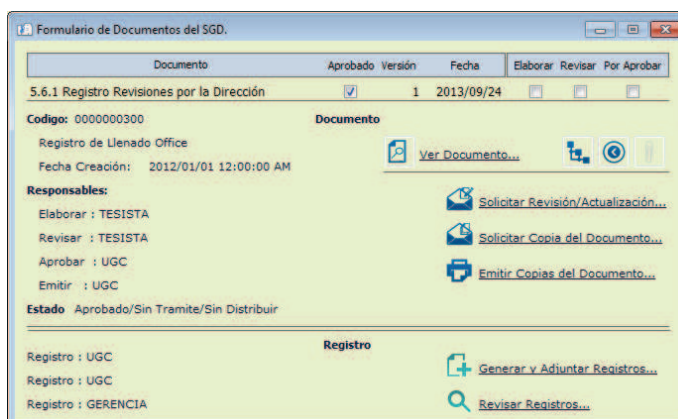 Formulario de Documentos del SGD.
Documento Aprobado Versión Fecha Elaborar Revisar Por Aprobar
5.6.1 Registro Revisiones por la Dirección 1 2013/09/24
Codigo: 0000000300 Documento
Registro de Llenado Office
Ver Documento...
Fecha Creación: 2012/01/01 12:00:00 AM
Responsables:
Solicitar Revisión/Actualización...
Elaborar : TESISTA
Revisar : TESISTA
Solicitar Copia del Documento...
Aprobar : UGC
Emitir Copias del Documento...
Emitir : UGC
Estado Aprobado/Sin Tramite/Sin Distribuir
Registro
Registro : UGC
Generar y Adjuntar Registros...
Registro : UGC
Registro : GERENCIA
Revisar Registros...